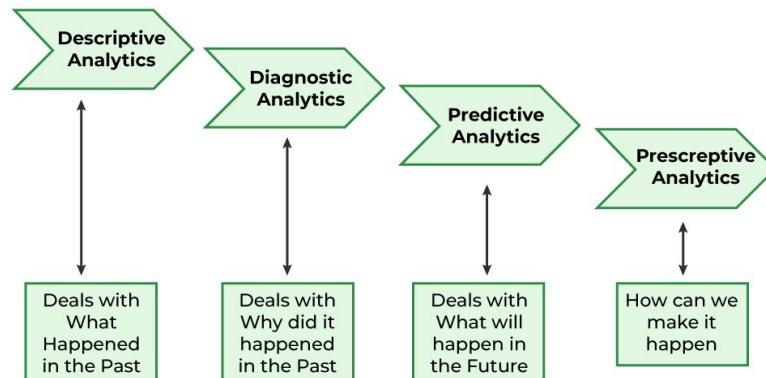 Descriptive
Analytics
Diagnostic
Analytics
Predictive
Analytics
Prescreptive
Analytics
Deals with
What
Happened
in the Past
Deals with
Why did it
happened
in the Past
Deals with
What will
happen in
the Future
How can we
make it
happen